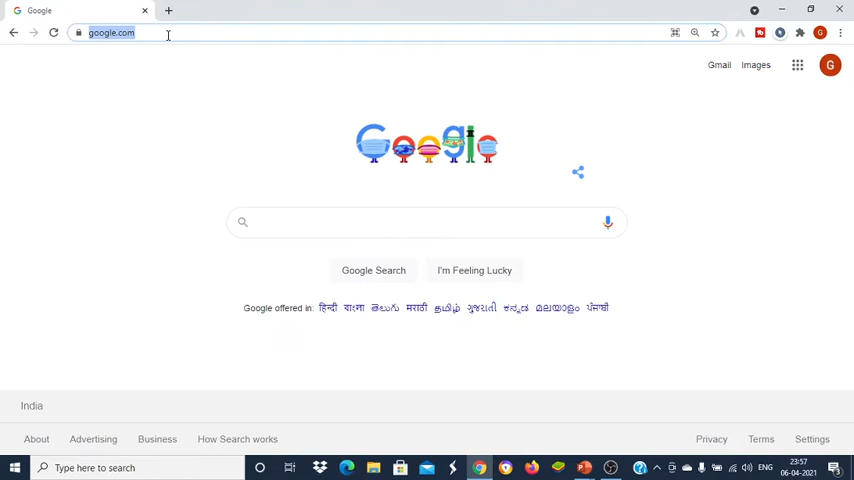 Google
google.com
Gmail Images G
Google
Google Search I'm Feeling Lucky
Google offered in: हिन्दी বাংলা తెలుగు मराठी தமிழ் ગુજરાતી ಕನ್ನಡ മലയാളം ਪੰਜਾਬੀ
India
About Advertising Business How Search works Privacy Terms Settings
Type here to search
ENG
23:57
06-04-2021